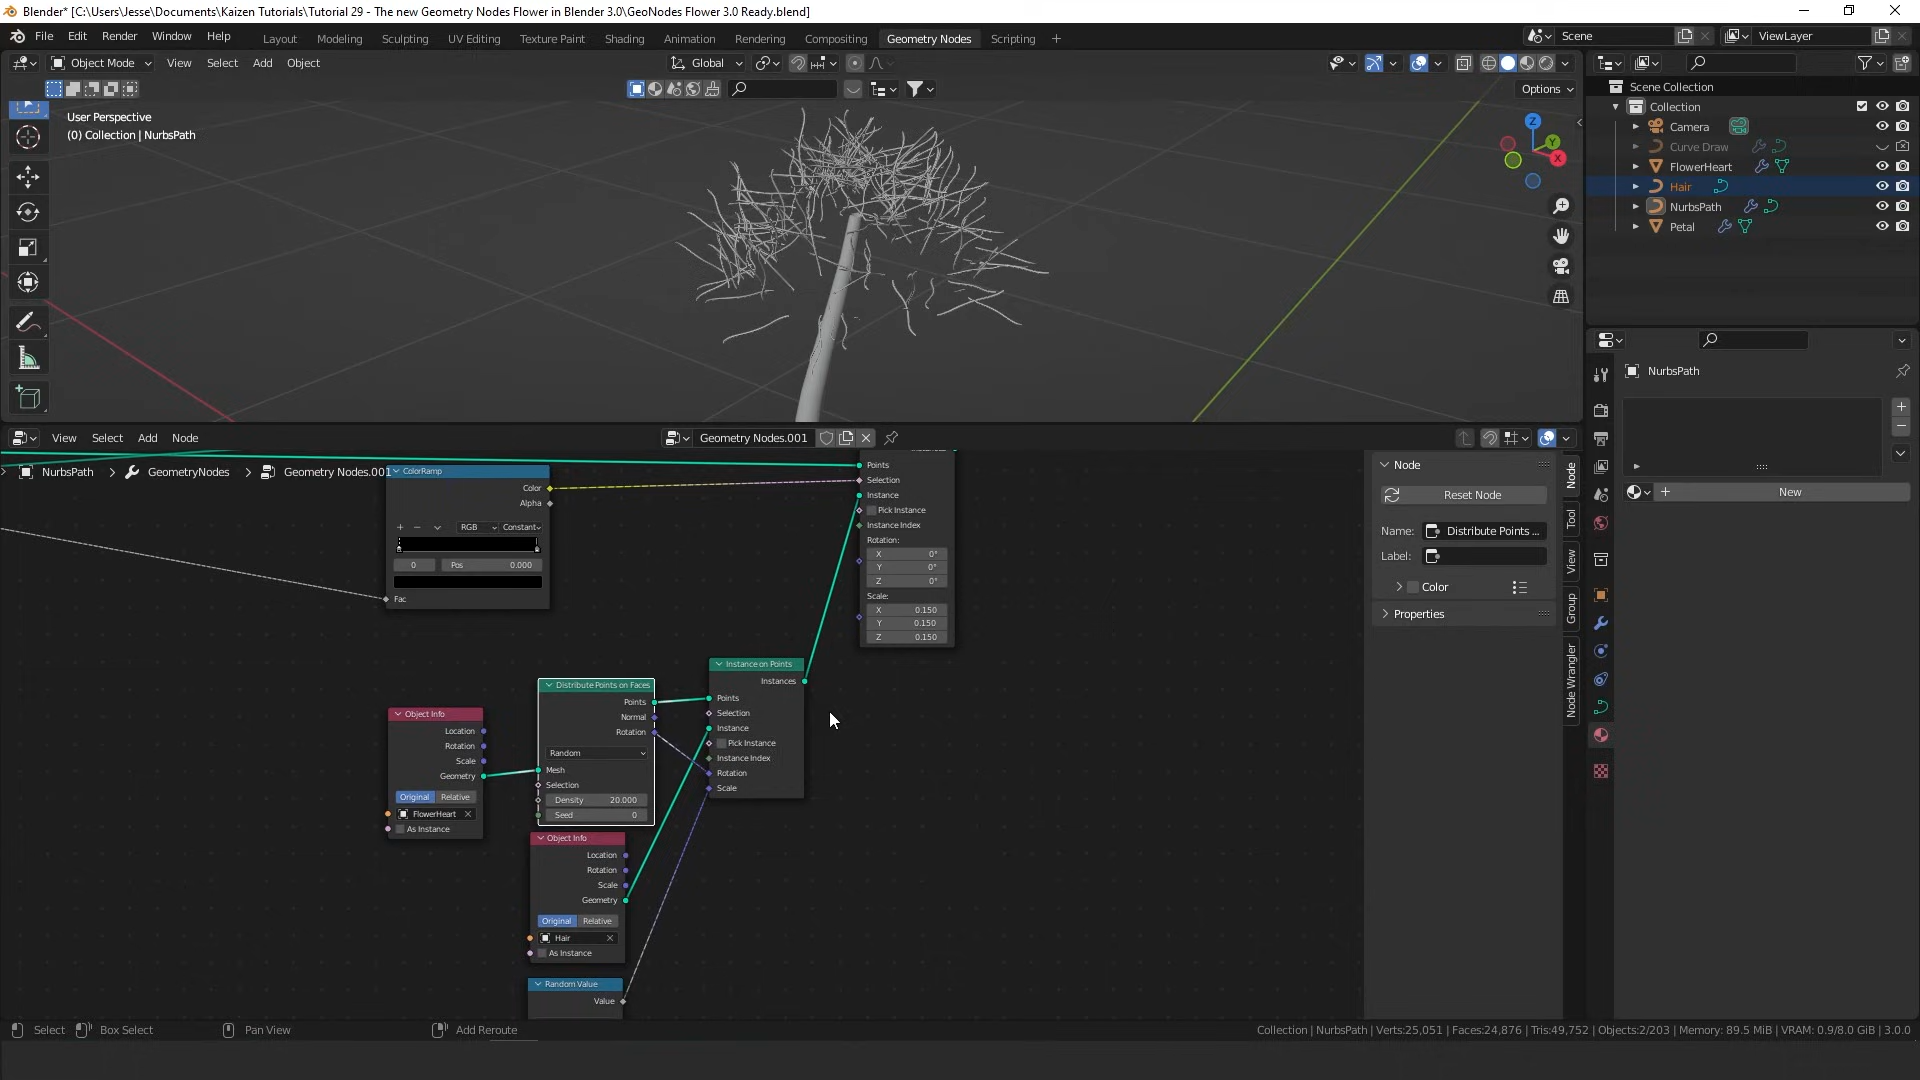 Blender* [C:\Users\Jesse\Documents\Kaizen Tutorials\Tutorial 29 - The new Geometry Nodes Flower in Blender 3.0\GeoNodes Flower 3.0 Ready.blend]
File Edit Render Window Help
Layout Modeling Sculpting UV Editing Texture Paint Shading Animation Rendering Compositing Geometry Nodes Scripting +
Scene
ViewLayer
Object Mode View Select Add Object
Global
Options
User Perspective
(0) Collection | NurbsPath
Z
Y
X
Scene Collection
Collection
Camera
Curve Draw
FlowerHeart
Hair
NurbsPath
Petal
NurbsPath
New
View Select Add Node
Geometry Nodes.001
NurbsPath > GeometryNodes > Geometry Nodes.001
ColorRamp
Color
Alpha
RGB Constant
0 Pos 0.000
Fac
Points
Selection
Instance
Pick Instance
Instance Index
Rotation:
X 0°
Y 0°
Z 0°
Scale:
X 0.150
Y 0.150
Z 0.150
Instance on Points
Instances
Points
Selection
Instance
Pick Instance
Instance Index
Rotation
Scale
Distribute Points on Faces
Points
Normal
Rotation
Random
Mesh
Selection
Density 20.000
Seed 0
Object Info
Location
Rotation
Scale
Geometry
Original Relative
FlowerHeart
As Instance
Object Info
Location
Rotation
Scale
Geometry
Original Relative
Hair
As Instance
Random Value
Value
Node
Reset Node
Name: Distribute Points ...
Label:
Color
Properties
Node
Tool
View
Group
Node Wrangler
Select Box Select Pan View Add Reroute
Collection | NurbsPath | Verts:25,051 | Faces:24,876 | Tris:49,752 | Objects:2/203 | Memory: 89.5 MiB | VRAM: 0.9/8.0 GiB | 3.0.0